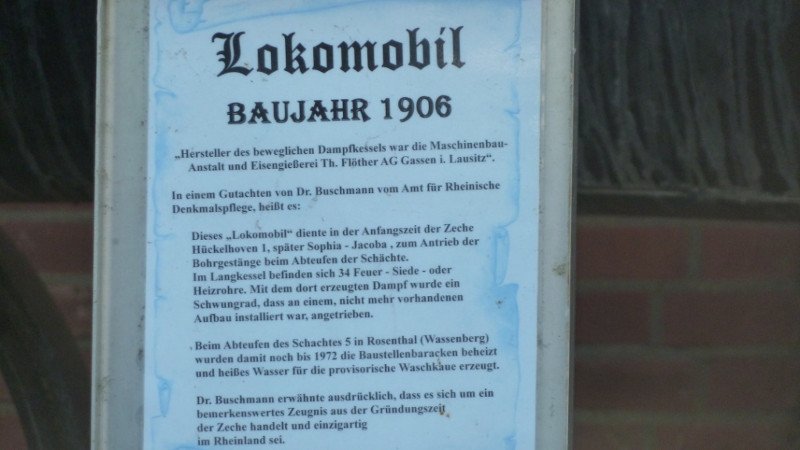 Lokomobil
BAUJAHR 1906
„Hersteller des beweglichen Dampfkessels war die Maschinenbau-
Anstalt und Eisengießerei Th. Flöther AG Gassen i. Lausitz“.
In einem Gutachten von Dr. Buschmann vom Amt für Rheinische
Denkmalspflege, heißt es:
Dieses „Lokomobil“ diente in der Anfangszeit der Zeche
Hückelhoven 1, später Sophia - Jacoba , zum Antrieb der
Bohrgestänge beim Abteufen der Schächte.
Im Langkessel befinden sich 34 Feuer - Siede - oder
Heizrohre. Mit dem dort erzeugten Dampf wurde ein
Schwungrad, dass an einem, nicht mehr vorhandenen
Aufbau installiert war, angetrieben.
Beim Abteufen des Schachtes 5 in Rosenthal (Wassenberg)
wurden damit noch bis 1972 die Baustellenbaracken beheizt
und heißes Wasser für die provisorische Waschkaue erzeugt.
Dr. Buschmann erwähnte ausdrücklich, dass es sich um ein
bemerkenswertes Zeugnis aus der Gründungszeit
der Zeche handelt und einzigartig
im Rheinland sei.